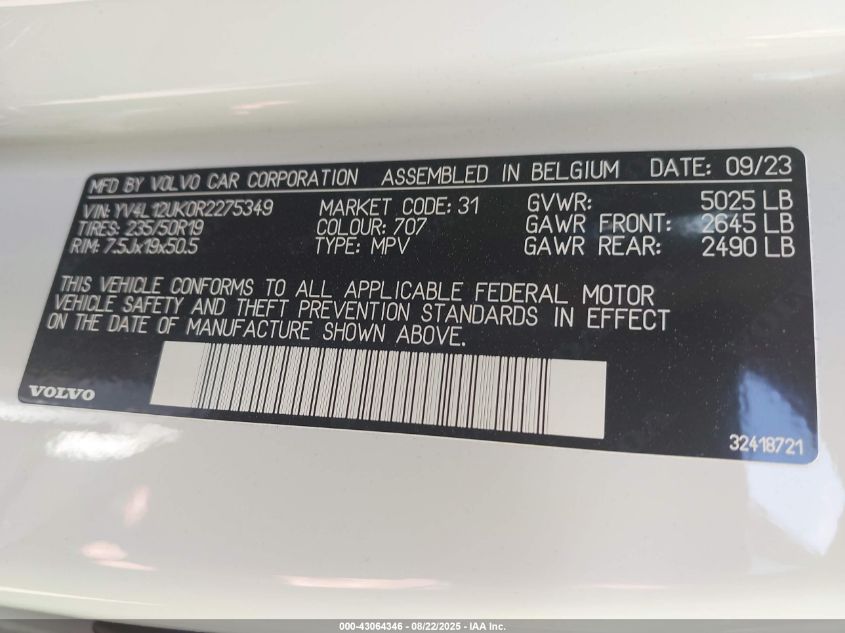 MFD BY VOLVO CAR CORPORATION ASSEMBLED IN BELGIUM DATE: 09/23
VIN: YV4L12UK0R2275349 MARKET CODE: 31 GVWR: 5025 LB
TIRES: 235/50R19 COLOUR: 707 GAWR FRONT: 2645 LB
RIM: 7.5Jx19x50.5 TYPE: MPV GAWR REAR: 2490 LB
THIS VEHICLE CONFORMS TO ALL APPLICABLE FEDERAL MOTOR
VEHICLE SAFETY AND THEFT PREVENTION STANDARDS IN EFFECT
ON THE DATE OF MANUFACTURE SHOWN ABOVE.
VOLVO
32418721
000-43064346 - 08/22/2025 - IAA Inc.